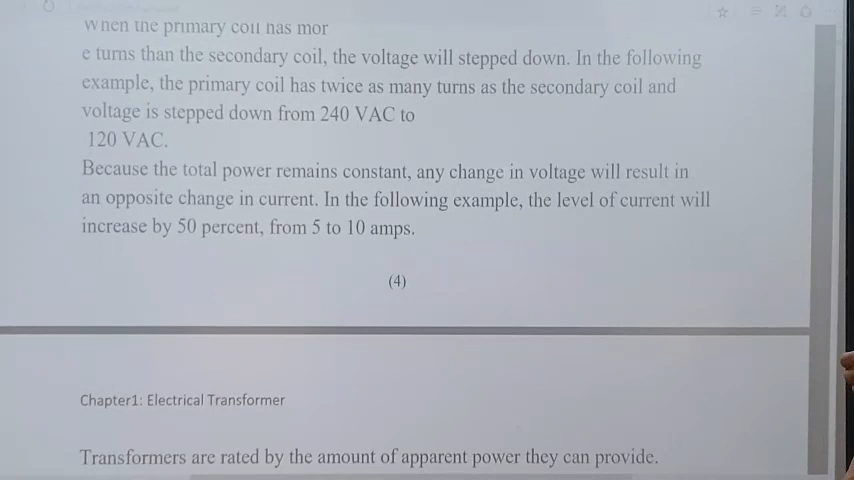 When the primary coil has mor
e turns than the secondary coil, the voltage will stepped down. In the following
example, the primary coil has twice as many turns as the secondary coil and
voltage is stepped down from 240 VAC to
120 VAC.
Because the total power remains constant, any change in voltage will result in
an opposite change in current. In the following example, the level of current will
increase by 50 percent, from 5 to 10 amps.
(4)
Chapter1: Electrical Transformer
Transformers are rated by the amount of apparent power they can provide.